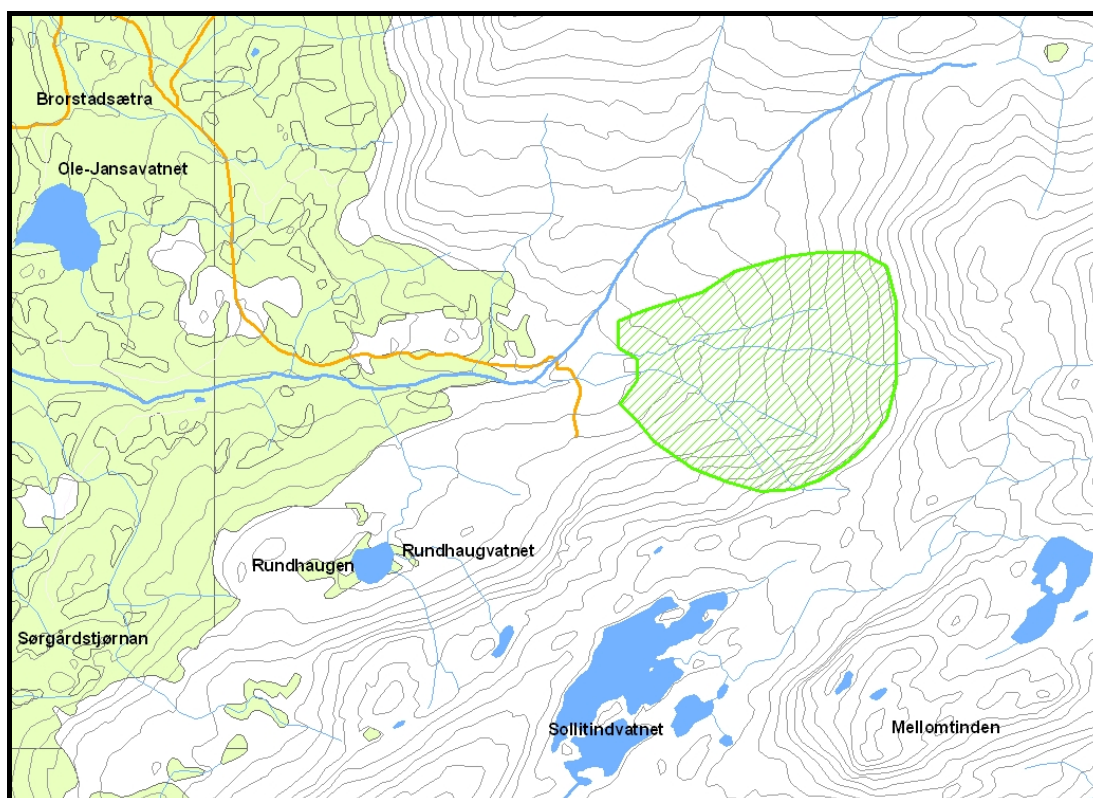 Brorstadsætra
Ole-Jansavatnet
Rundhaugvatnet
Rundhaugen
Sørgårdstjørnan
Sollitindvatnet
Mellomtinden